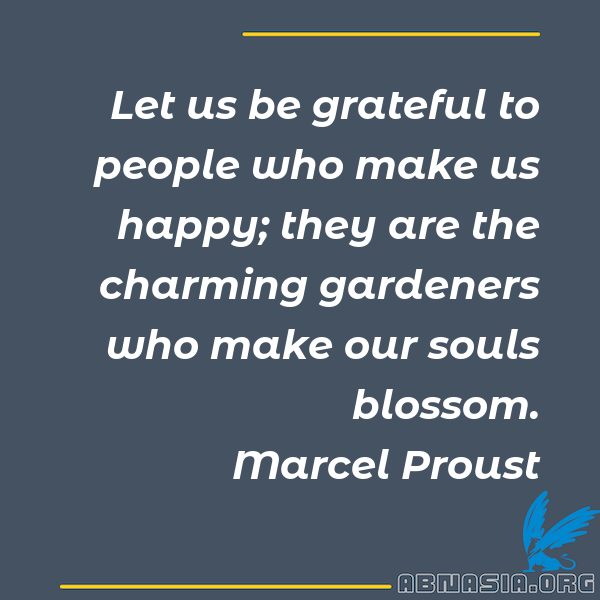 Let us be grateful to
people who make us
happy; they are the
charming gardeners
who make our souls
blossom.
Marcel Proust
ABNASIA.ORG